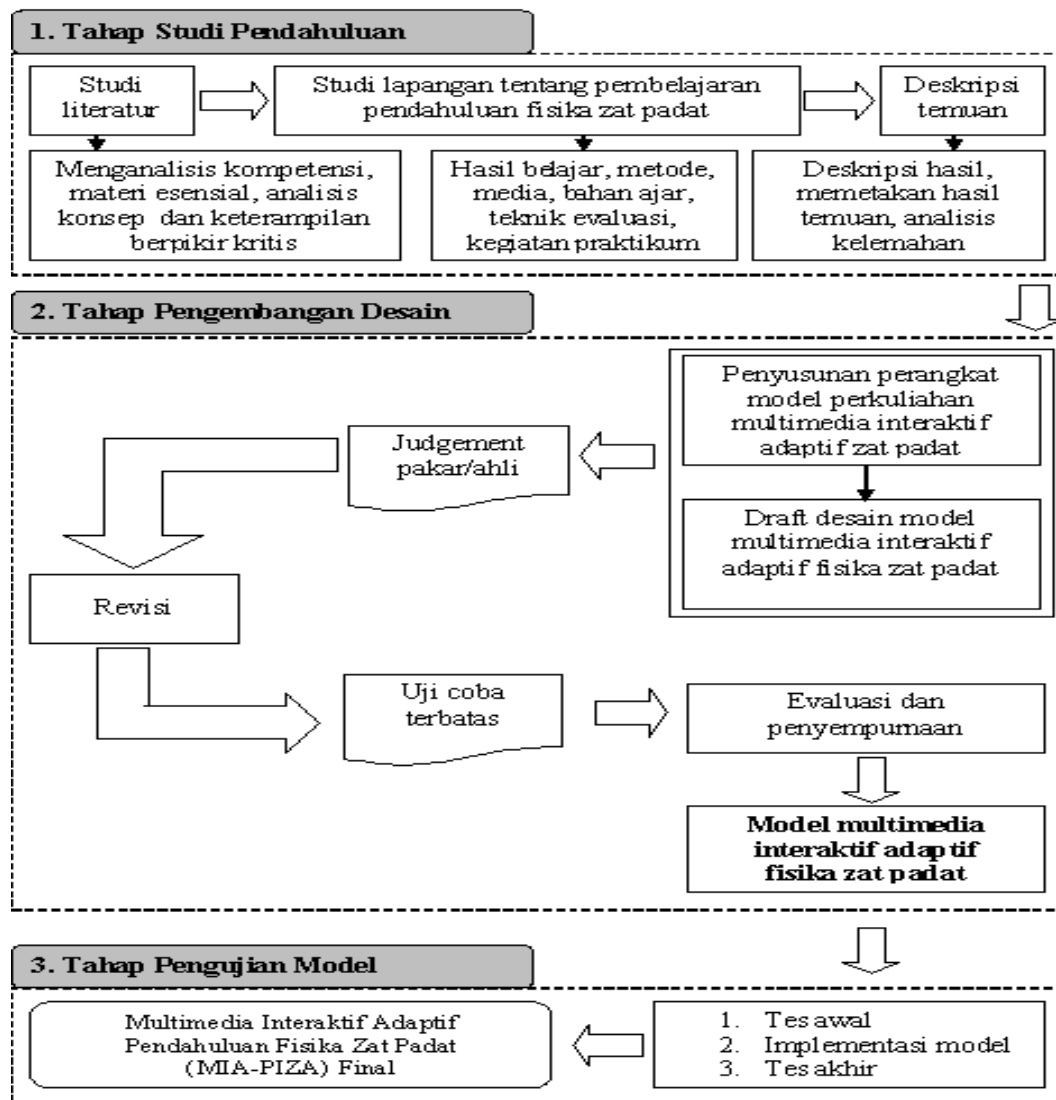 1. Tahap Studi Pendahuluan
Studi
literatur
Studi lapangan tentang pembelajaran
pendahuluan fisika zat padat
Deskripsi
temuan
Menganalisis kompetensi,
materi esensial, analisis
konsep dan keterampilan
berpikir kritis
Hasil belajar, metode,
media, bahan ajar,
teknik evaluasi,
kegiatan praktikum
Deskripsi hasil,
memetakan hasil
temuan, analisis
kelemahan
2. Tahap Pengembangan Desain
Penyusunan perangkat
model perkuliahan
multimedia interaktif
adaptif zat padat
Judgement
pakar/ahli
Draft desain model
multimedia interaktif
adaptif fisika zat padat
Revisi
Uji coba
terbatas
Evaluasi dan
penyempurnaan
Model multimedia
interaktif adaptif
fisika zat padat
3. Tahap Pengujian Model
Multimedia Interaktif Adaptif
Pendahuluan Fisika Zat Padat
(MIA-PIZA) Final
1. Tes awal
2. Implementasi model
3. Tes akhir